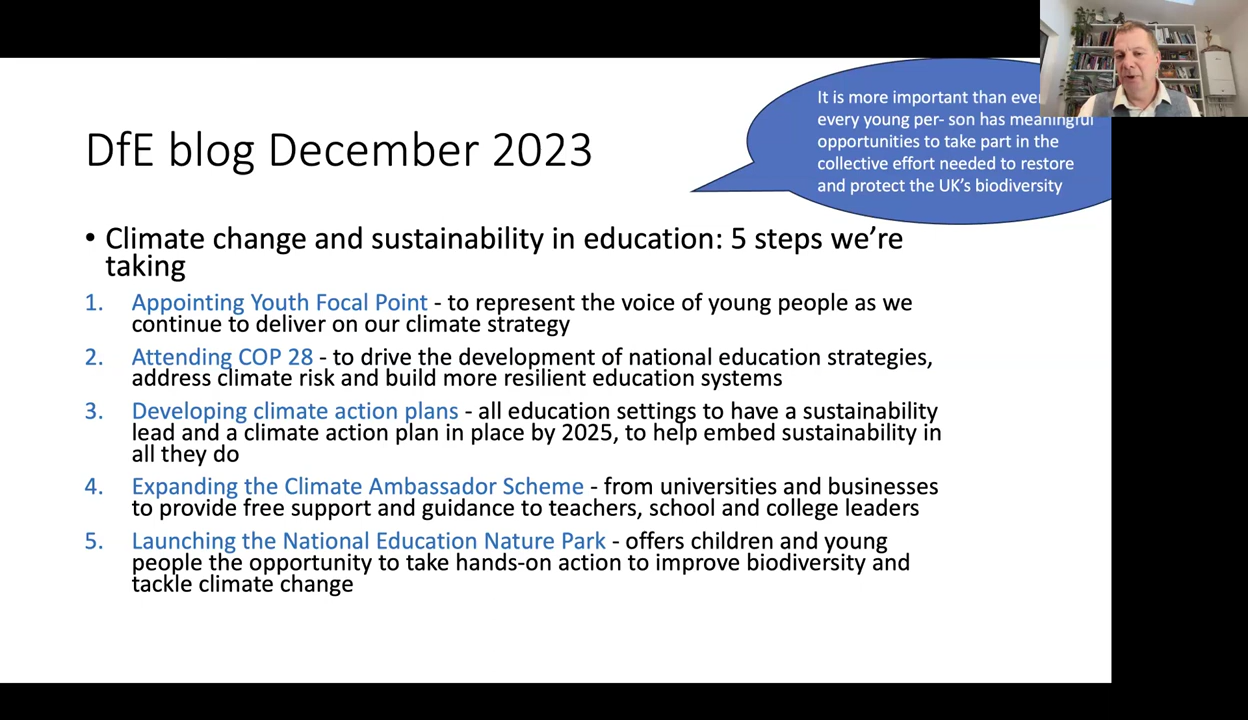 It is more important than ever
every young per- son has meaningful
opportunities to take part in the
collective effort needed to restore
and protect the UK’s biodiversity
DfE blog December 2023
• Climate change and sustainability in education: 5 steps we’re
taking
1. Appointing Youth Focal Point - to represent the voice of young people as we
continue to deliver on our climate strategy
2. Attending COP 28 - to drive the development of national education strategies,
address climate risk and build more resilient education systems
3. Developing climate action plans - all education settings to have a sustainability
lead and a climate action plan in place by 2025, to help embed sustainability in
all they do
4. Expanding the Climate Ambassador Scheme - from universities and businesses
to provide free support and guidance to teachers, school and college leaders
5. Launching the National Education Nature Park - offers children and young
people the opportunity to take hands-on action to improve biodiversity and
tackle climate change